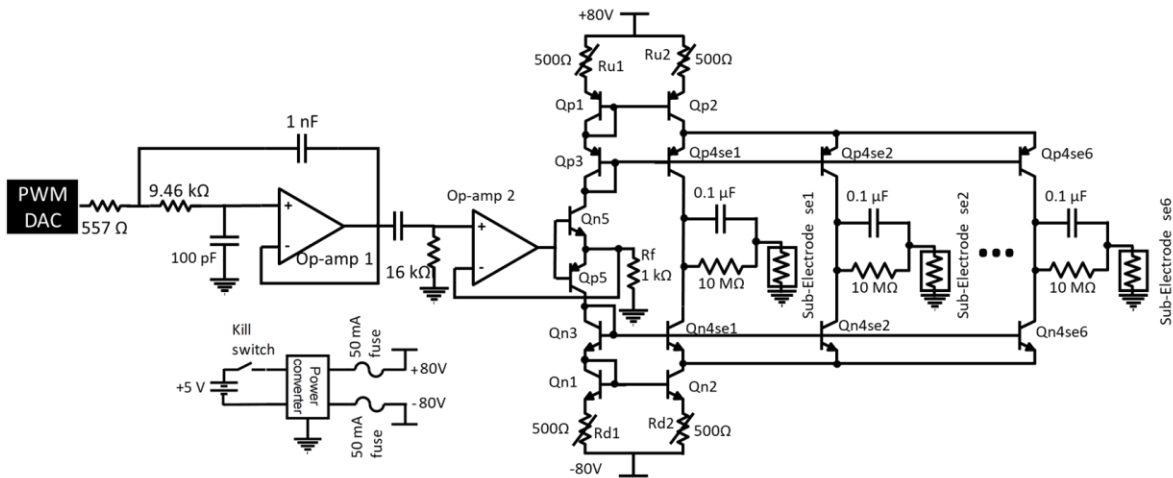 +80V
500Ω
Ru1
Ru2
500Ω
Qp1
Qp2
1 nF
Qp3
Qp4se1
Qp4se2
Qp4se6
PWM
DAC
557 Ω
9.46 kΩ
+
-
Op-amp 1
100 pF
16 kΩ
Op-amp 2
+
-
Qn5
Qp5
Rf
1 kΩ
0.1 µF
10 MΩ
Sub-Electrode se1
0.1 µF
10 MΩ
Sub-Electrode se2
•••
0.1 µF
10 MΩ
Sub-Electrode se6
Qn3
Qn4se1
Qn4se2
Qn4se6
Qn1
Qn2
500Ω
Rd1
Rd2
500Ω
-80V
Kill
switch
+5 V
Power
converter
50 mA
fuse
+80V
-80V
50 mA
fuse